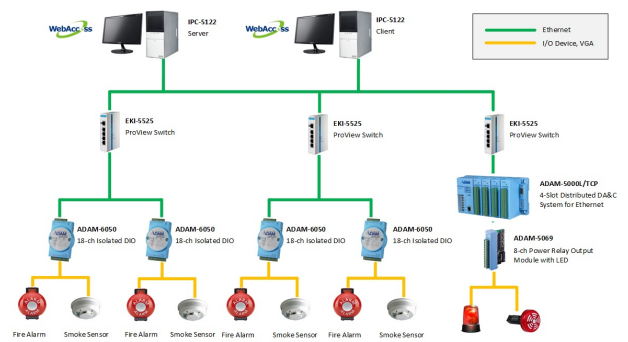 WebAccess
IPC-5122
Server
WebAccess
IPC-5122
Client
Ethernet
I/O Device, VGA
EKI-5525
ProView Switch
EKI-5525
ProView Switch
EKI-5525
ProView Switch
ADAM-5000L/TCP
4-Slot Distributed DA&C
System for Ethernet
ADAM-6050
18-ch Isolated DIO
ADAM-6050
18-ch Isolated DIO
ADAM-6050
18-ch Isolated DIO
ADAM-6050
18-ch Isolated DIO
ADAM-5069
8-ch Power Relay Output
Module with LED
Fire Alarm
Smoke Sensor
Fire Alarm
Smoke Sensor
Fire Alarm
Smoke Sensor
Fire Alarm
Smoke Sensor